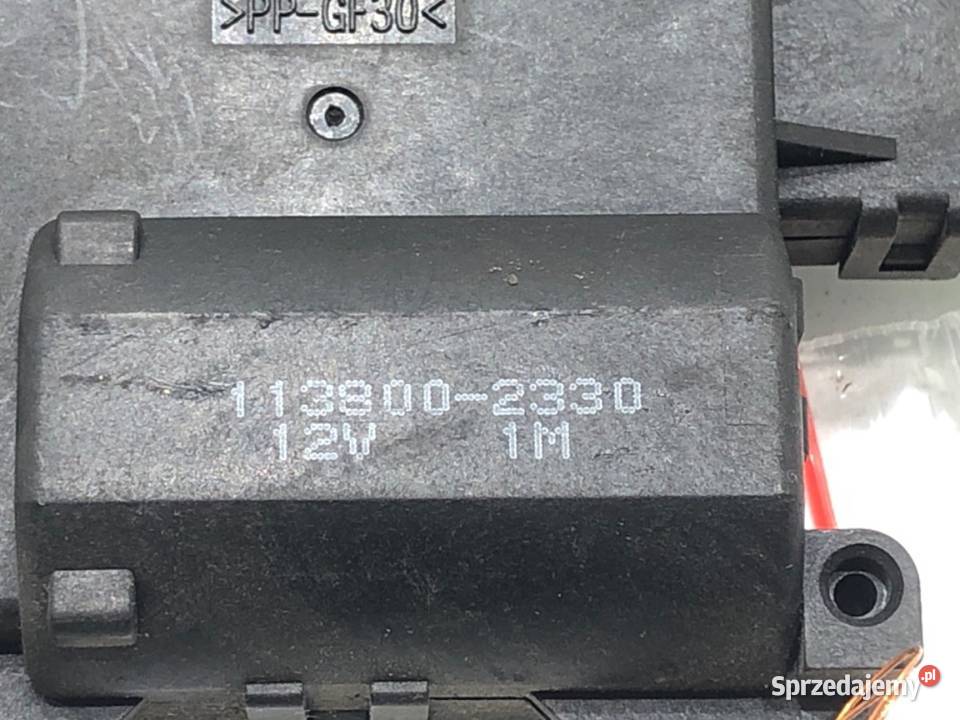 >PP-GF30<
113800-2330
12V 1M
Sprzedajemy.pl